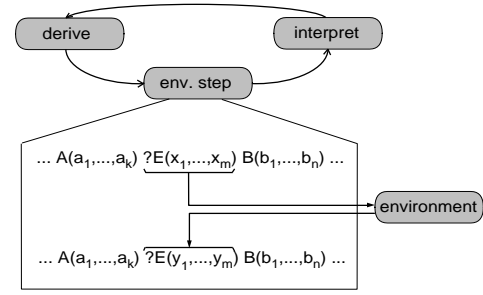 derive
interpret
env. step
... A(a₁,...,aₖ) ?E(x₁,...,xₘ) B(b₁,...,bₙ) ...
environment
... A(a₁,...,aₖ) ?E(y₁,...,yₘ) B(b₁,...,bₙ) ...